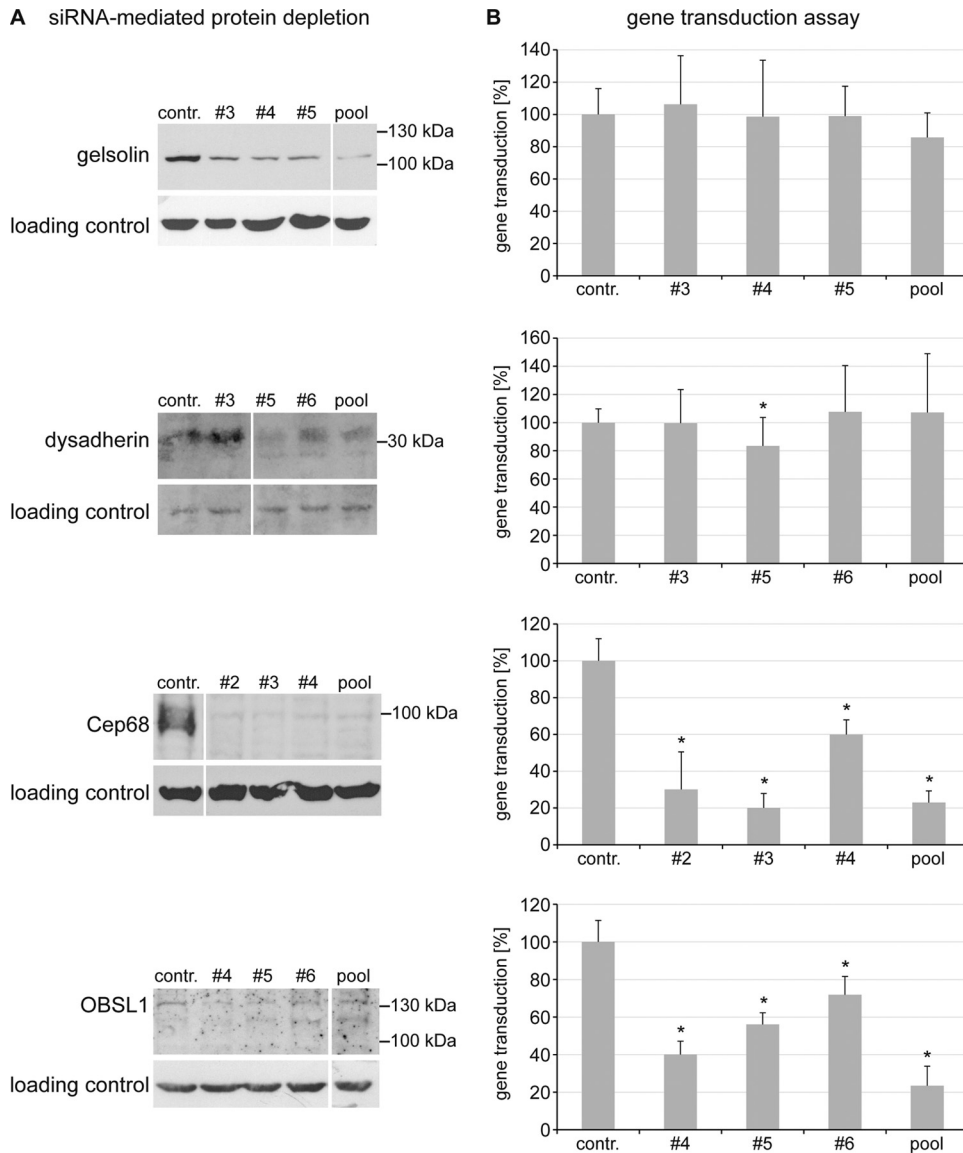 A siRNA-mediated protein depletion
contr. #3 #4 #5 pool
gelsolin
130 kDa
100 kDa
loading control
contr. #3 #5 #6 pool
dysadherin
30 kDa
loading control
contr. #2 #3 #4 pool
Cep68
100 kDa
loading control
contr. #4 #5 #6 pool
OBSL1
130 kDa
100 kDa
loading control
B gene transduction assay
gene transduction [%]
140
120
100
80
60
40
20
0
contr. #3 #4 #5 pool
gene transduction [%]
160
140
120
100
80
60
40
20
0
*
contr. #3 #5 #6 pool
gene transduction [%]
120
100
80
60
40
20
0
* * * *
contr. #2 #3 #4 pool
gene transduction [%]
120
100
80
60
40
20
0
* * * *
contr. #4 #5 #6 pool